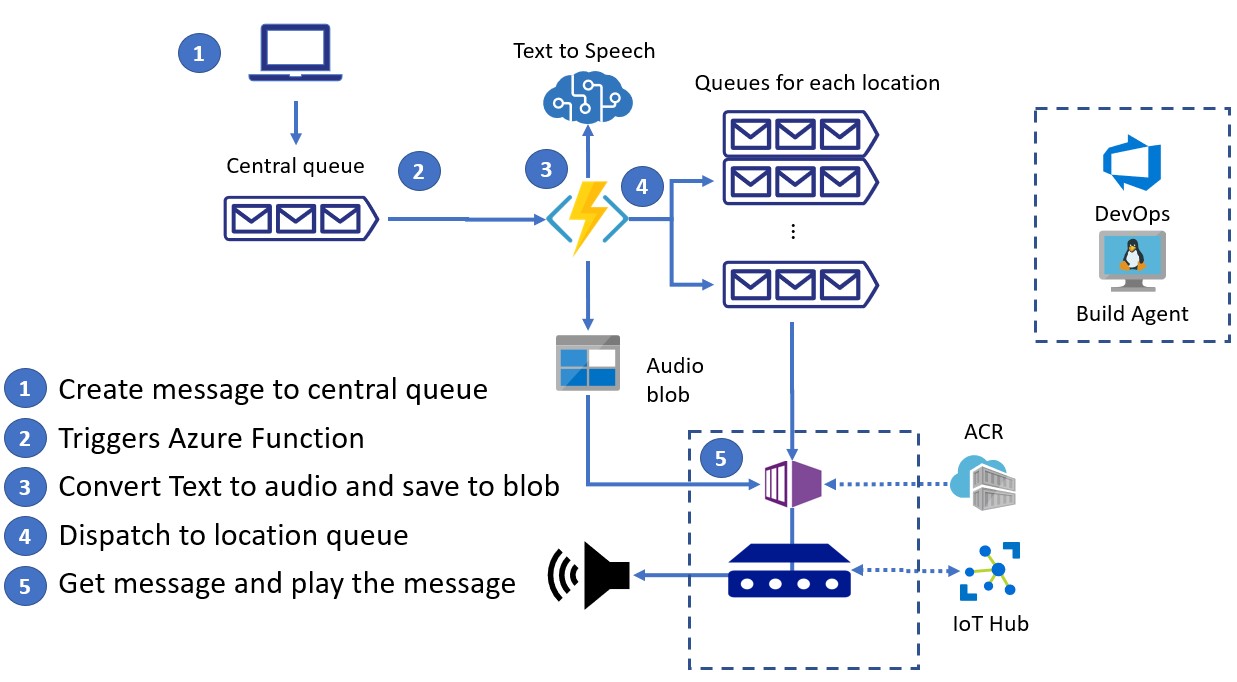 1
Text to Speech
Queues for each location
Central queue
2
3
4
DevOps
Build Agent
Audio
blob
1 Create message to central queue
2 Triggers Azure Function
3 Convert Text to audio and save to blob
4 Dispatch to location queue
5 Get message and play the message
5
ACR
IoT Hub